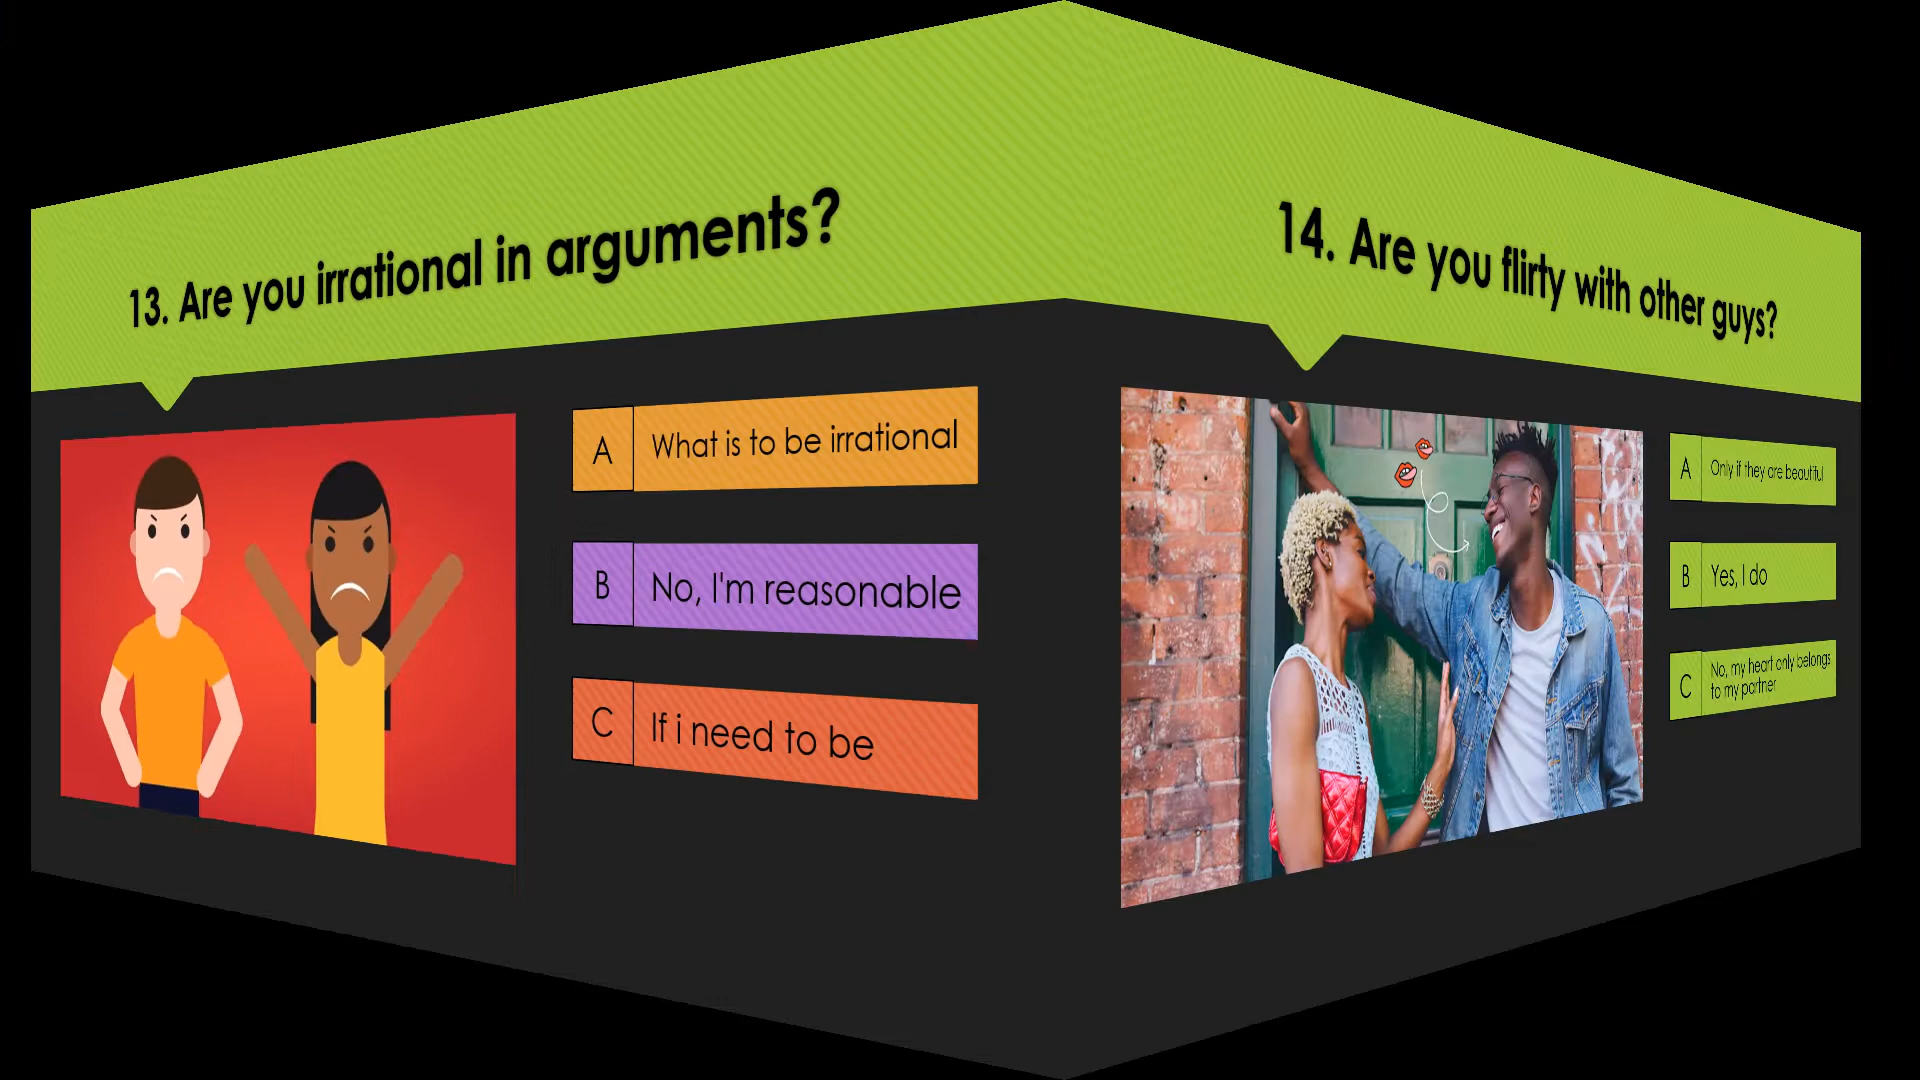 13. Are you irrational in arguments?
A What is to be irrational
B No, I'm reasonable
C If i need to be
14. Are you flirty with other guys?
A Only if they are beautiful
B Yes, I do
C No, my heart only belongs
to my partner